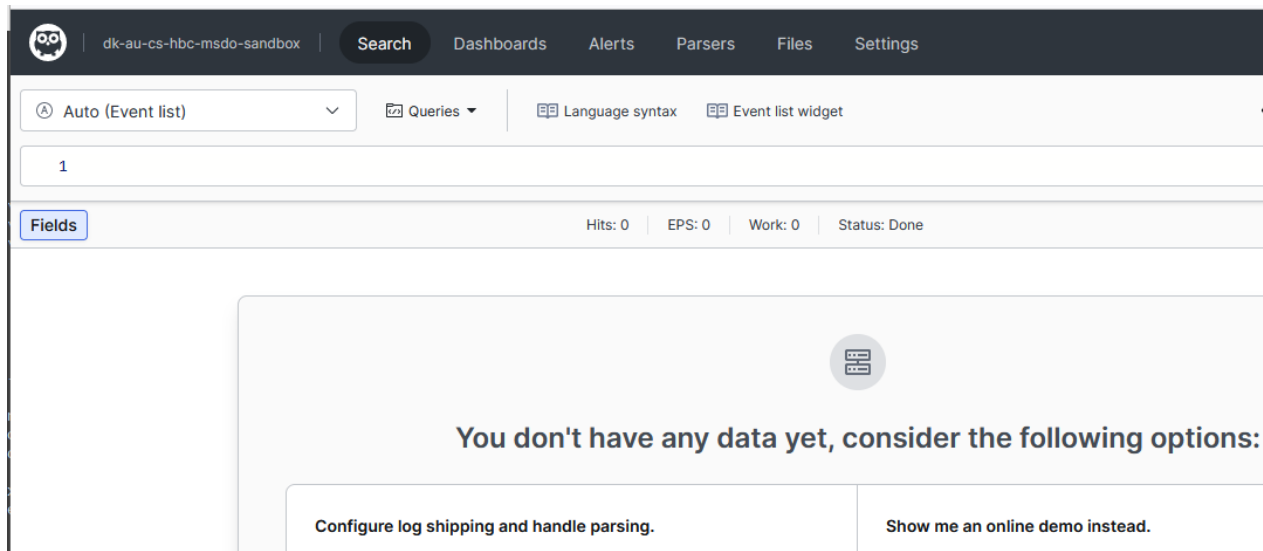 dk-au-cs-hbc-msdo-sandbox Search Dashboards Alerts Parsers Files Settings
Auto (Event list) Queries Language syntax Event list widget
1
Fields Hits: 0 EPS: 0 Work: 0 Status: Done
You don't have any data yet, consider the following options:
Configure log shipping and handle parsing. Show me an online demo instead.